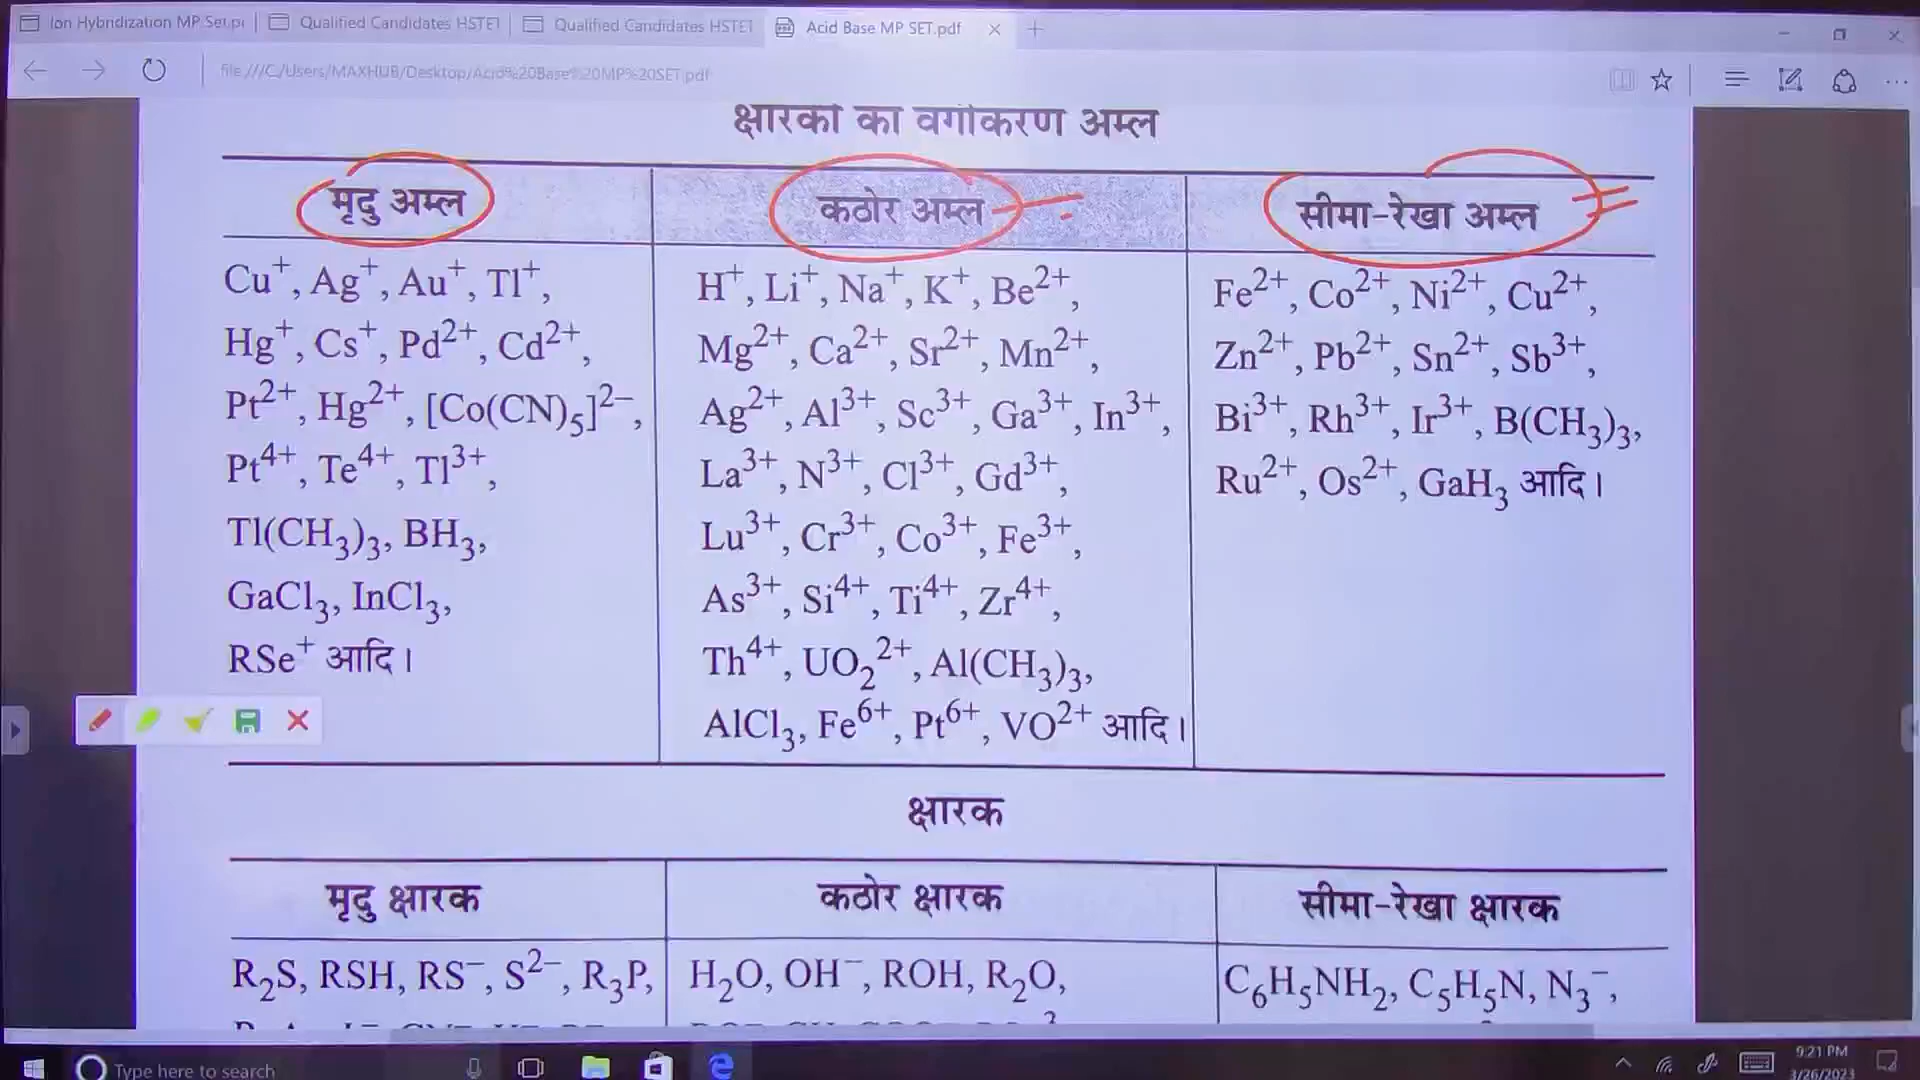 Ion Hybridization MP Set.p
Qualified Candidates HSTET
Qualified Candidates HSTET
Acid Base MP SET.pdf
file:///C:/Users/MAXHUB/Desktop/Acid%20Base%20MP%20SET.pdf
क्षारकों का वर्गीकरण अम्ल
मृदु अम्ल कठोर अम्ल सीमा-रेखा अम्ल
Cu⁺, Ag⁺, Au⁺, Tl⁺,
Hg⁺, Cs⁺, Pd²⁺, Cd²⁺,
Pt²⁺, Hg²⁺, [Co(CN)₅]²⁻,
Pt⁴⁺, Te⁴⁺, Tl³⁺,
Tl(CH₃)₃, BH₃,
GaCl₃, InCl₃,
RSe⁺ आदि।
H⁺, Li⁺, Na⁺, K⁺, Be²⁺,
Mg²⁺, Ca²⁺, Sr²⁺, Mn²⁺,
Ag²⁺, Al³⁺, Sc³⁺, Ga³⁺, In³⁺,
La³⁺, N³⁺, Cl³⁺, Gd³⁺,
Lu³⁺, Cr³⁺, Co³⁺, Fe³⁺,
As³⁺, Si⁴⁺, Ti⁴⁺, Zr⁴⁺,
Th⁴⁺, UO₂²⁺, Al(CH₃)₃,
AlCl₃, Fe⁶⁺, Pt⁶⁺, VO²⁺ आदि।
Fe²⁺, Co²⁺, Ni²⁺, Cu²⁺,
Zn²⁺, Pb²⁺, Sn²⁺, Sb³⁺,
Bi³⁺, Rh³⁺, Ir³⁺, B(CH₃)₃,
Ru²⁺, Os²⁺, GaH₃ आदि।
क्षारक
मृदु क्षारक कठोर क्षारक सीमा-रेखा क्षारक
R₂S, RSH, RS⁻, S²⁻, R₃P,
H₂O, OH⁻, ROH, R₂O,
C₆H₅NH₂, C₅H₅N, N₃⁻,
Type here to search
9:21 PM
3/26/2023